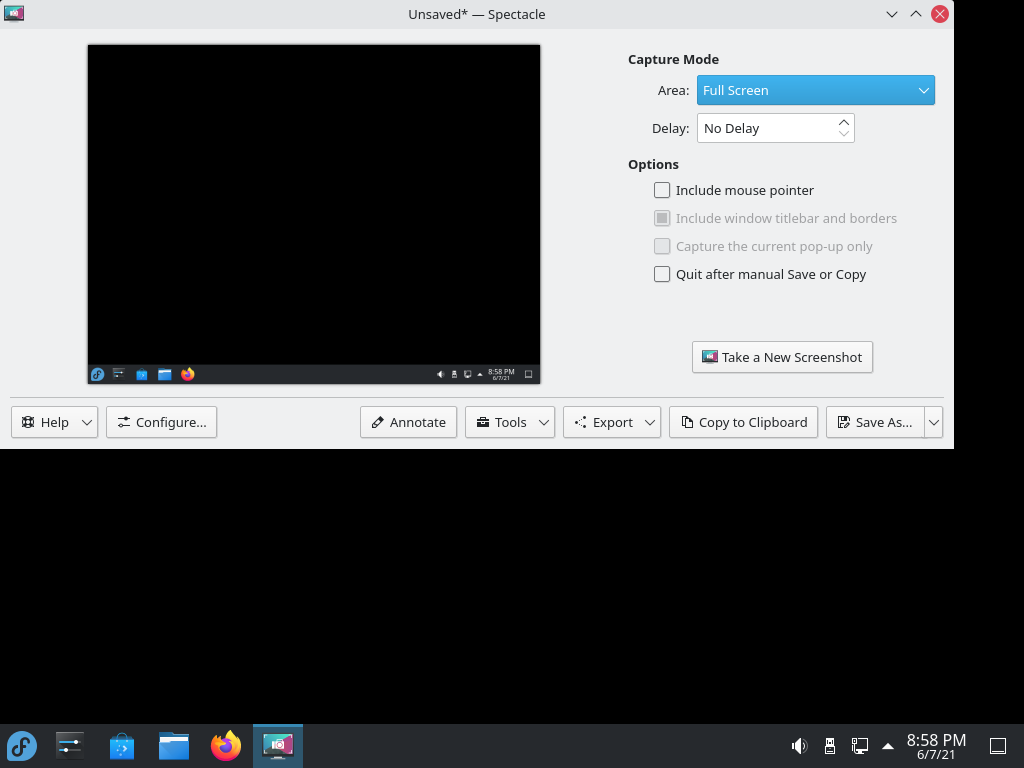 Unsaved* — Spectacle
Capture Mode
Area: Full Screen
Delay: No Delay
Options
Include mouse pointer
Include window titlebar and borders
Capture the current pop-up only
Quit after manual Save or Copy
Take a New Screenshot
8:58 PM
6/7/21
Help Configure... Annotate Tools Export Copy to Clipboard Save As...
8:58 PM
6/7/21